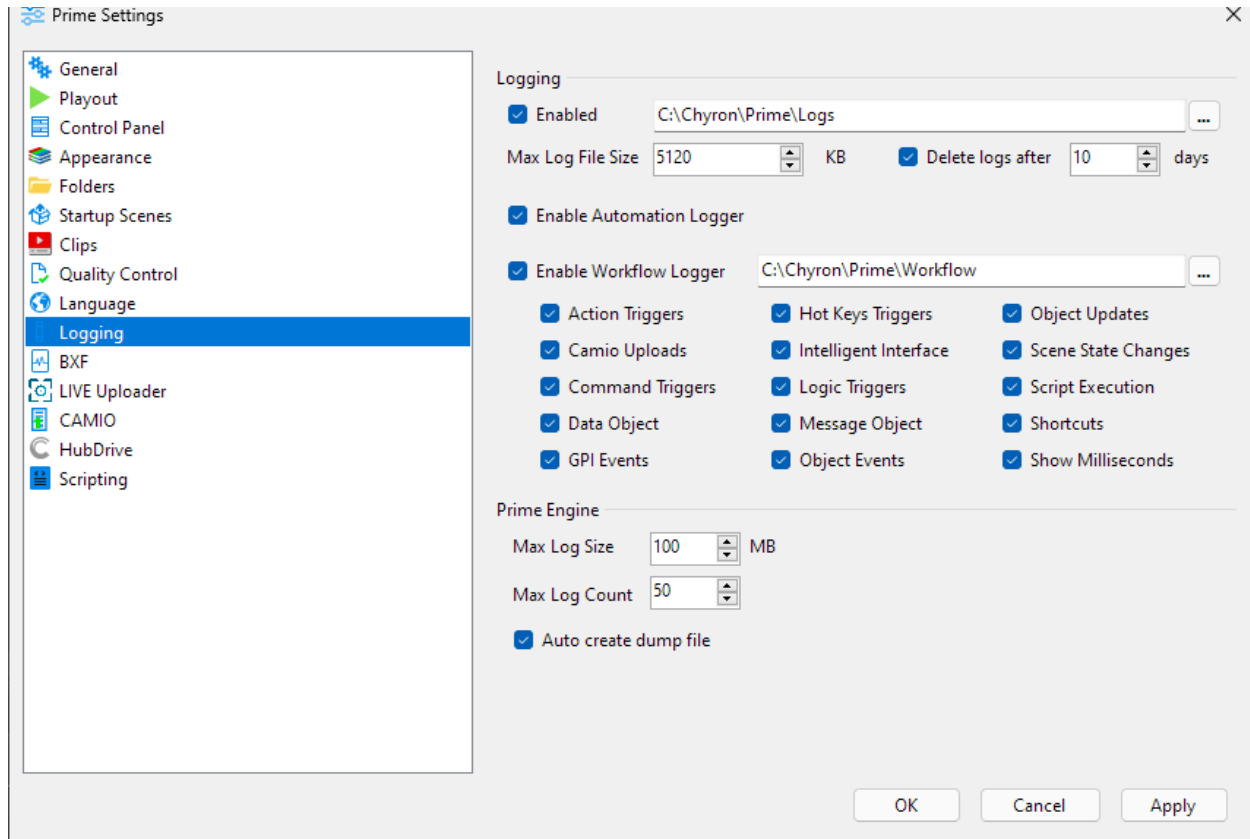 Prime Settings
General
Playout
Control Panel
Appearance
Folders
Startup Scenes
Clips
Quality Control
Language
Logging
BXF
LIVE Uploader
CAMIO
HubDrive
Scripting
Logging
Enabled C:\Chyron\Prime\Logs ...
Max Log File Size 5120 KB Delete logs after 10 days
Enable Automation Logger
Enable Workflow Logger C:\Chyron\Prime\Workflow ...
Action Triggers Hot Keys Triggers Object Updates
Camio Uploads Intelligent Interface Scene State Changes
Command Triggers Logic Triggers Script Execution
Data Object Message Object Shortcuts
GPI Events Object Events Show Milliseconds
Prime Engine
Max Log Size 100 MB
Max Log Count 50
Auto create dump file
OK Cancel Apply